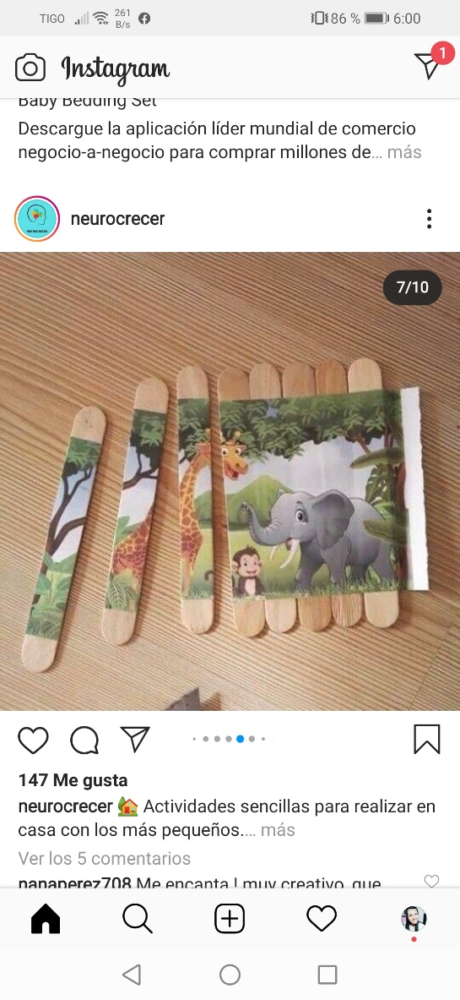 TIGO 261 B/s 86 % 6:00
Instagram 1
Baby Bedding Set
Descargue la aplicación líder mundial de comercio
negocio-a-negocio para comprar millones de... más
neurocrecer
7/10
147 Me gusta
neurocrecer 🏡 Actividades sencillas para realizar en
casa con los más pequeños.... más
Ver los 5 comentarios
nanaperez708 Me encanta ! muy creativo, que